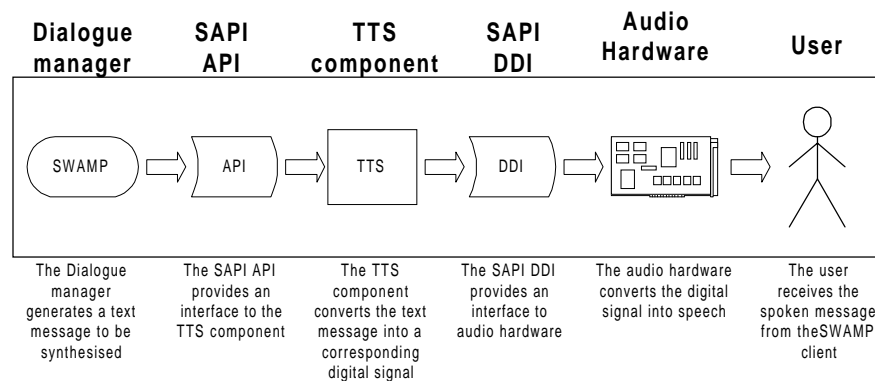 Dialogue
manager
SAPI
API
TTS
component
SAPI
DDI
Audio
Hardware
User
SWAMP
API
TTS
DDI
The Dialogue
manager
generates a text
message to be
synthesised
The SAPI API
provides an
interface to the
TTS component
The TTS
component
converts the text
message into a
corresponding
digital signal
The SAPI DDI
provides an
interface to
audio hardware
The audio hardware
converts the digital
signal into speech
The user
receives the
spoken message
from theSWAMP
client